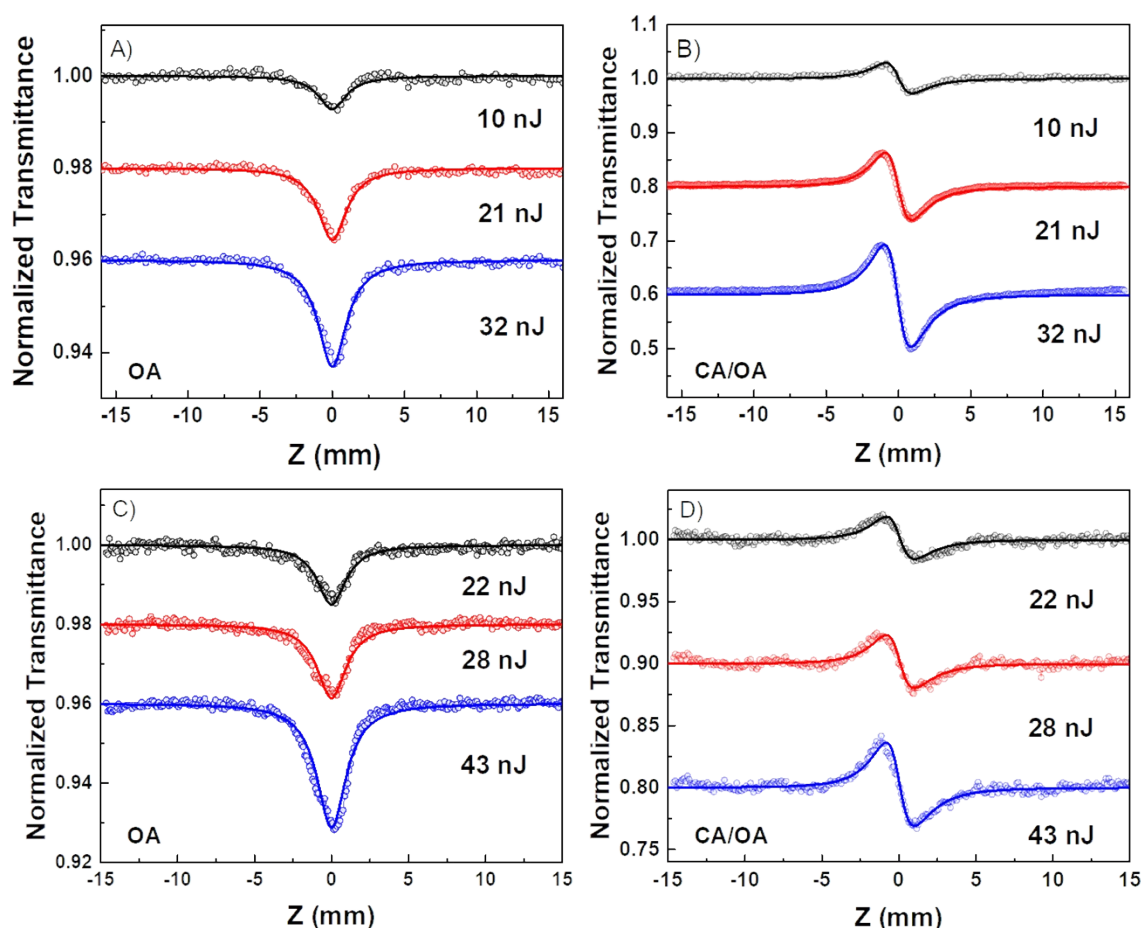 A)
Normalized Transmittance
1.00
0.98
0.96
0.94
10 nJ
21 nJ
32 nJ
OA
-15 -10 -5 0 5 10 15
Z (mm)
B)
Normalized Transmittance
1.1
1.0
0.9
0.8
0.7
0.6
0.5
10 nJ
21 nJ
32 nJ
CA/OA
-15 -10 -5 0 5 10 15
Z (mm)
C)
Normalized Transmittance
1.00
0.98
0.96
0.94
0.92
22 nJ
28 nJ
43 nJ
OA
-15 -10 -5 0 5 10 15
Z (mm)
D)
Normalized Transmittance
1.00
0.95
0.90
0.85
0.80
0.75
22 nJ
28 nJ
43 nJ
CA/OA
-15 -10 -5 0 5 10 15
Z (mm)